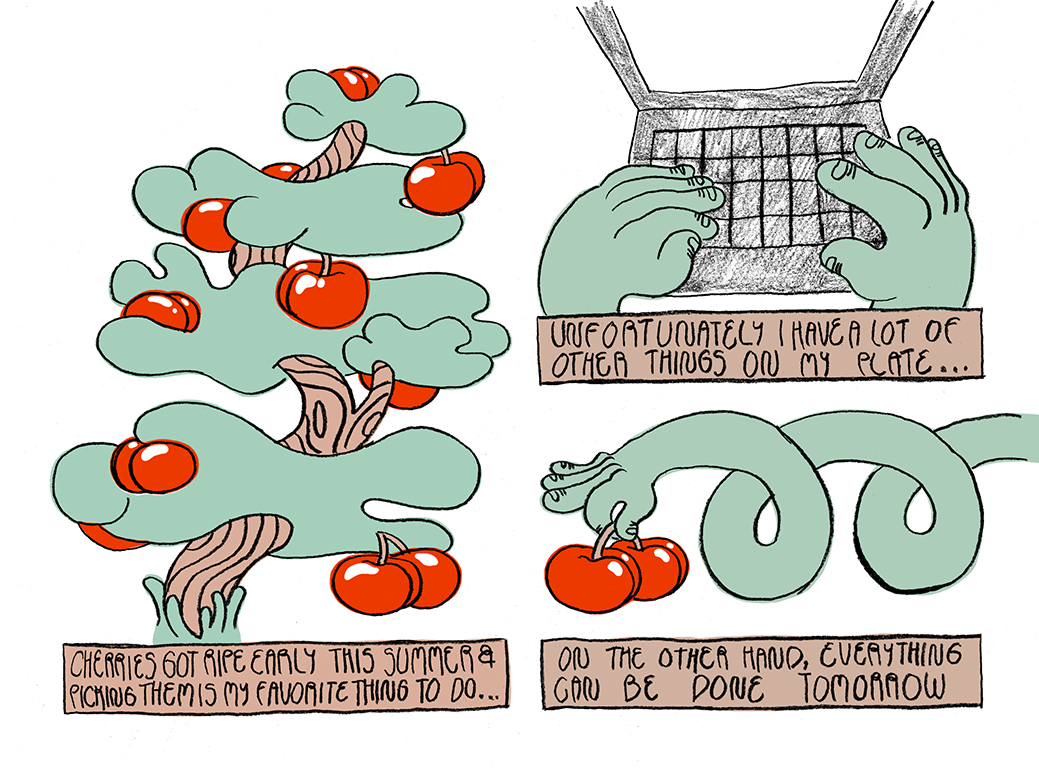 CHERRIES GOT RIPE EARLY THIS SUMMER &
PICKING THEM IS MY FAVORITE THING TO DO...
UNFORTUNATELY I HAVE A LOT OF
OTHER THINGS ON MY PLATE...
ON THE OTHER HAND, EVERYTHING
CAN BE DONE TOMORROW